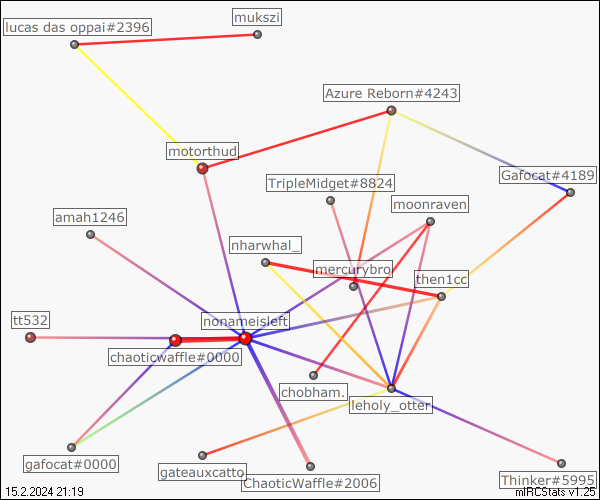 mukszi
lucas das oppai#2396
Azure Reborn#4243
motorthud
Gafocat#4189
TripleMidget#8824
moonraven
amah1246
nharwhal_
mercurybro
then1cc
tt532
nonameisleft
chaoticwaffle#0000
chobham.
leholy_otter
gafocat#0000
gateauxcatto
ChaoticWaffle#2006
Thinker#5995
15.2.2024 21:19
mIRCStats v1.25